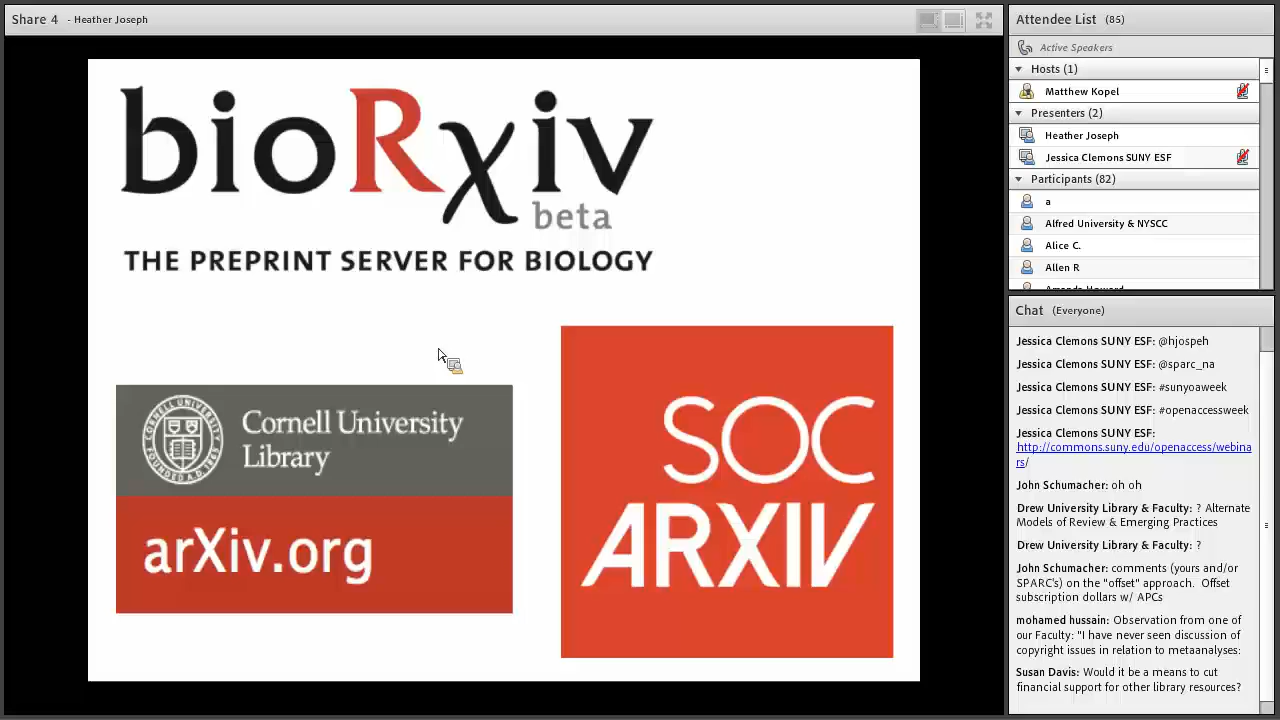 Share 4 - Heather Joseph
bioRχiv
beta
THE PREPRINT SERVER FOR BIOLOGY
CORNELL UNIVERSITY
FOUNDED A.D. 1865
Cornell University
Library
arXiv.org
SOC
ARXIV
Attendee List (85)
Active Speakers
Hosts (1)
Matthew Kopel
Presenters (2)
Heather Joseph
Jessica Clemons SUNY ESF
Participants (82)
a
Alfred University & NYSCC
Alice C.
Allen R
Amanda Howard
Chat (Everyone)
Jessica Clemons SUNY ESF: @hjospeh
Jessica Clemons SUNY ESF: @sparc_na
Jessica Clemons SUNY ESF: #sunyoaweek
Jessica Clemons SUNY ESF: #openaccessweek
Jessica Clemons SUNY ESF:
http://commons.suny.edu/openaccess/webina
rs/
John Schumacher: oh oh
Drew University Library & Faculty: ? Alternate
Models of Review & Emerging Practices
Drew University Library & Faculty: ?
John Schumacher: comments (yours and/or
SPARC's) on the "offset" approach. Offset
subscription dollars w/ APCs
mohamed hussain: Observation from one of
our Faculty: "I have never seen discussion of
copyright issues in relation to metaanalyses:
Susan Davis: Would it be a means to cut
financial support for other library resources?